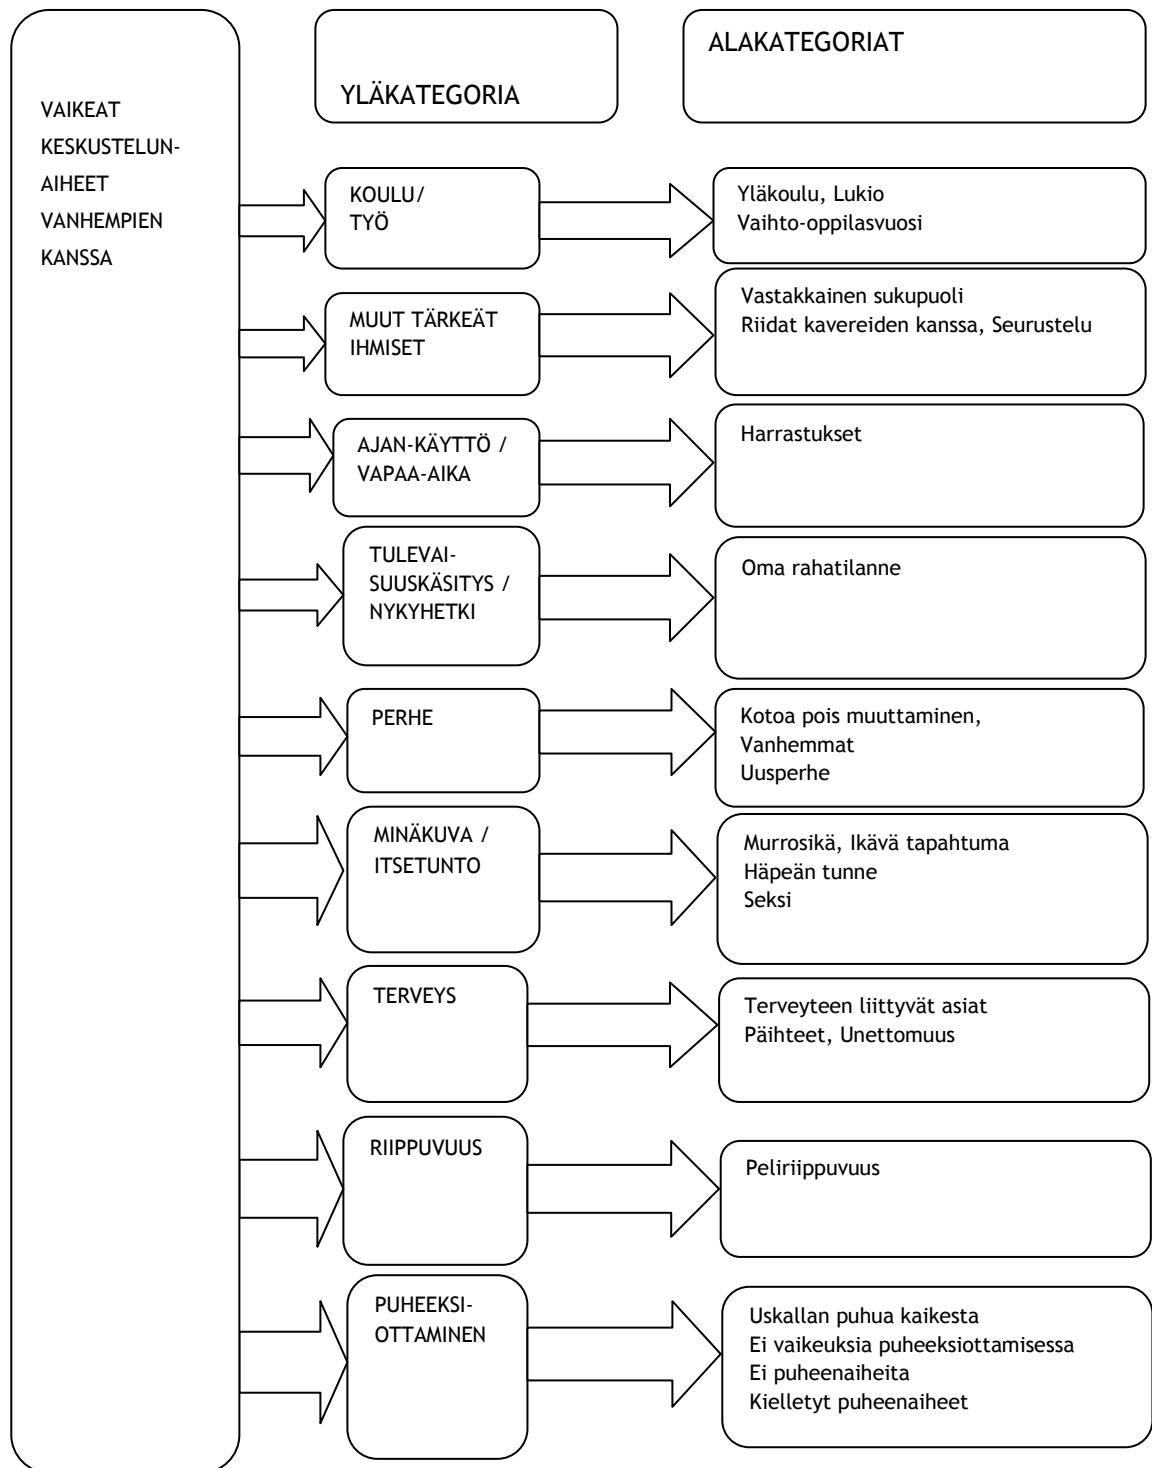 VAIKEAT
KESKUSTELUN-
AIHEET
VANHEMPIEN
KANSSA
YLÄKATEGORIA
ALAKATEGORIAT
KOULU/
TYÖ
Yläkoulu, Lukio
Vaihto-oppilasvuosi
MUUT TÄRKEÄT
IHMISET
Vastakkainen sukupuoli
Riidat kavereiden kanssa, Seurustelu
AJAN-KÄYTTÖ /
VAPAA-AIKA
Harrastukset
TULEVAI-
SUUSKÄSITYS /
NYKYHETKI
Oma rahatilanne
PERHE
Kotoa pois muuttaminen,
Vanhemmat
Uusperhe
MINÄKUVA /
ITSETUNTO
Murrosikä, Ikävä tapahtuma
Häpeän tunne
Seksi
TERVEYS
Terveyteen liittyvät asiat
Päihteet, Unettomuus
RIIPPUVUUS
Peliriippuvuus
PUHEEKSI-
OTTAMINEN
Uskallan puhua kaikesta
Ei vaikeuksia puheeksiottamisessa
Ei puheenaiheita
Kielletyt puheenaiheet